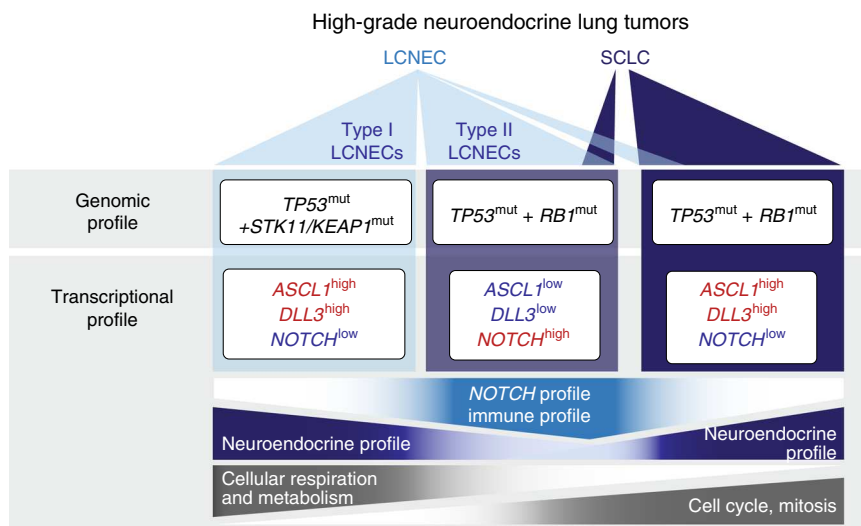 High-grade neuroendocrine lung tumors
LCNEC
SCLC
Type I
LCNECs
Type II
LCNECs
Genomic
profile
TP53mut
+STK11/KEAP1mut
TP53mut + RB1mut
TP53mut + RB1mut
Transcriptional
profile
ASCL1high
DLL3high
NOTCHlow
ASCL1low
DLL3low
NOTCHhigh
ASCL1high
DLL3high
NOTCHlow
NOTCH profile
immune profile
Neuroendocrine profile
Neuroendocrine
profile
Cellular respiration
and metabolism
Cell cycle, mitosis